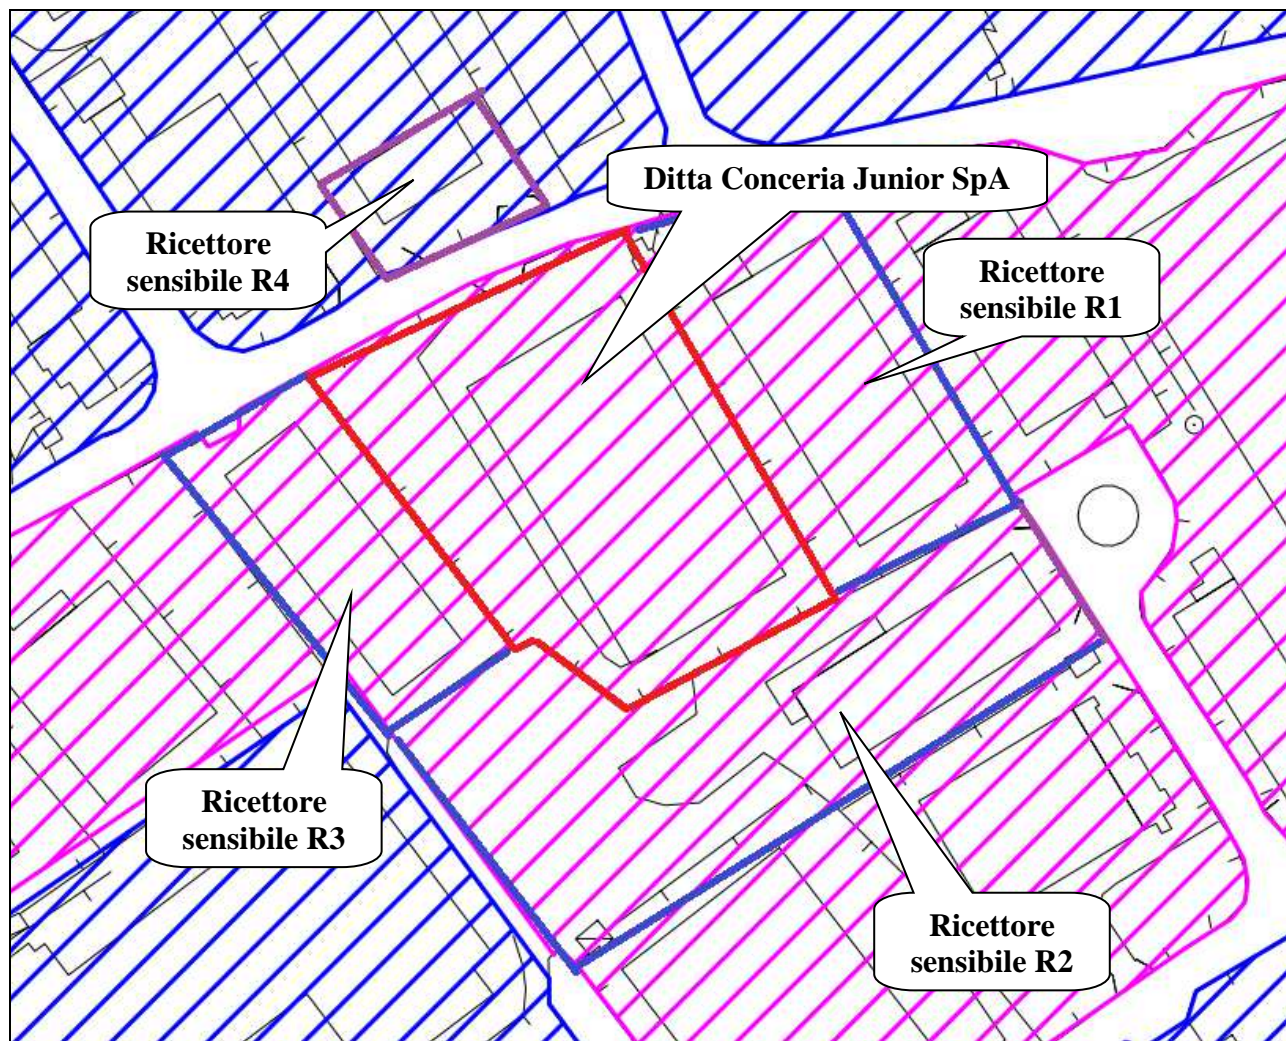 Ditta Conceria Junior SpA
Ricettore
sensibile R4
Ricettore
sensibile R1
Ricettore
sensibile R3
Ricettore
sensibile R2